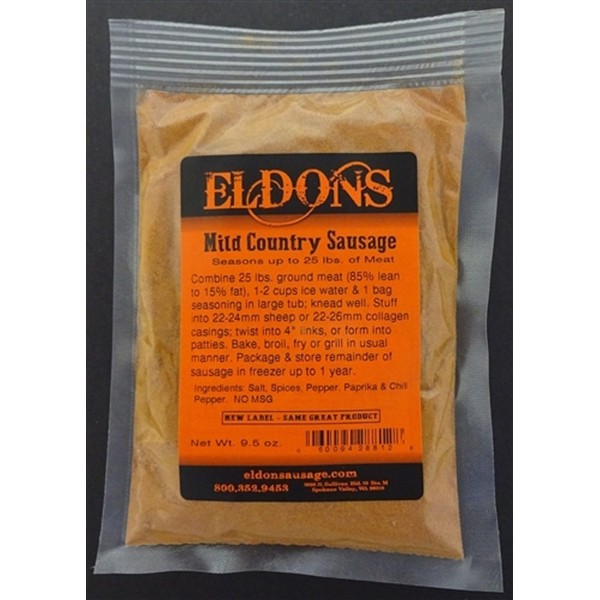 ELDONS
Mild Country Sausage
Seasons up to 25 lbs. of Meat
Combine 25 lbs. ground meat (85% lean
to 15% fat), 1-2 cups ice water & 1 bag
seasoning in large tub; knead well. Stuff
into 22-24mm sheep or 22-26mm collagen
casings; twist into 4" links, or form into
patties. Bake, broil, fry or grill in usual
manner. Package & store remainder of
sausage in freezer up to 1 year.
Ingredients: Salt, Spices, Pepper, Paprika & Chili
Pepper. NO MSG
NEW LABEL - SAME GREAT PRODUCT
Net Wt. 9.5 oz.
60094 28812
eldonsausage.com
800.352.9453
Spokane Valley, WA